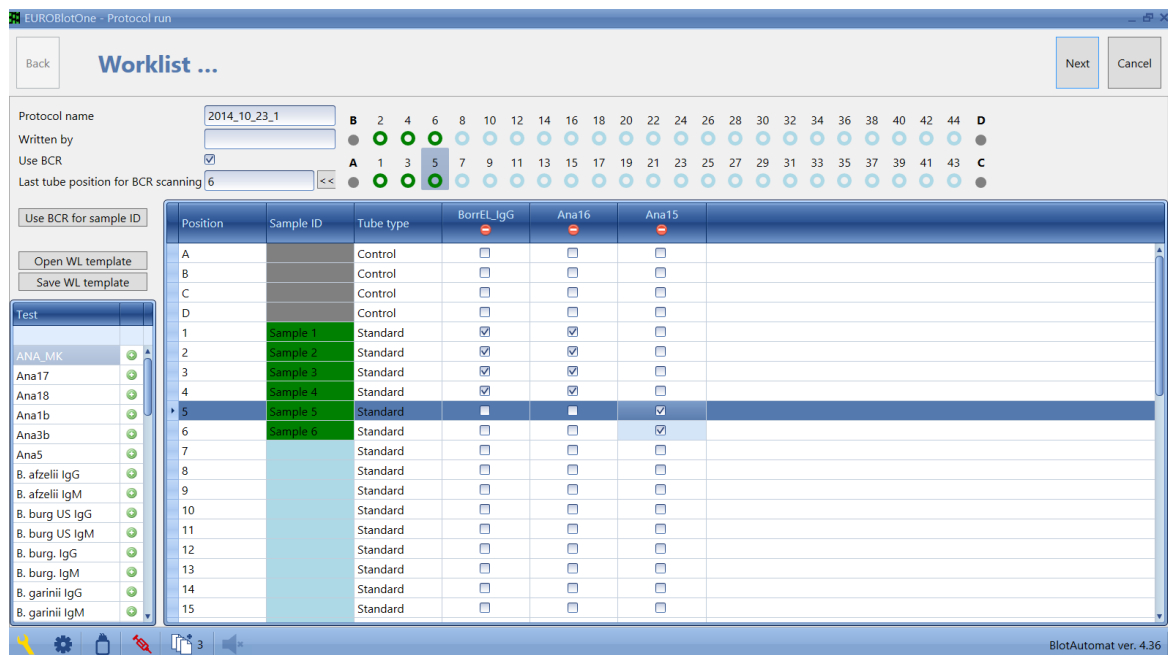 EUROBlotOne - Protocol run
Back
Worklist ...
Next
Cancel
Protocol name 2014_10_23_1
Written by
Use BCR
Last tube position for BCR scanning 6 <<
B 2 4 6 8 10 12 14 16 18 20 22 24 26 28 30 32 34 36 38 40 42 44 D
A 1 3 5 7 9 11 13 15 17 19 21 23 25 27 29 31 33 35 37 39 41 43 C
Use BCR for sample ID
Open WL template
Save WL template
Test
ANA_MK
Ana17
Ana18
Ana1b
Ana3b
Ana5
B. afzelii IgG
B. afzelii IgM
B. burg US IgG
B. burg US IgM
B. burg. IgG
B. burg. IgM
B. garinii IgG
B. garinii IgM
Position Sample ID Tube type BorrEL_IgG Ana16 Ana15
A Control
B Control
C Control
D Control
1 Sample 1 Standard
2 Sample 2 Standard
3 Sample 3 Standard
4 Sample 4 Standard
5 Sample 5 Standard
6 Sample 6 Standard
7 Standard
8 Standard
9 Standard
10 Standard
11 Standard
12 Standard
13 Standard
14 Standard
15 Standard
3
BlotAutomat ver. 4.36